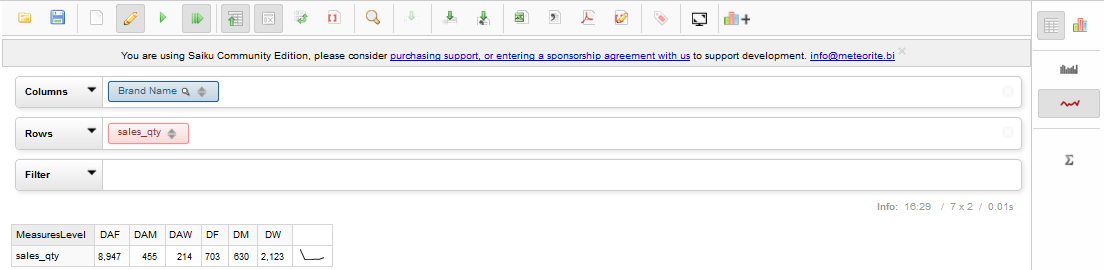 You are using Saiku Community Edition, please consider purchasing support, or entering a sponsorship agreement with us to support development. info@meteorite.bi
Columns Brand Name
Rows sales_qty
Filter
Info: 16:29 / 7 x 2 / 0.01s
MeasuresLevel DAF DAM DAW DF DM DW
sales_qty 8,947 455 214 703 630 2,123